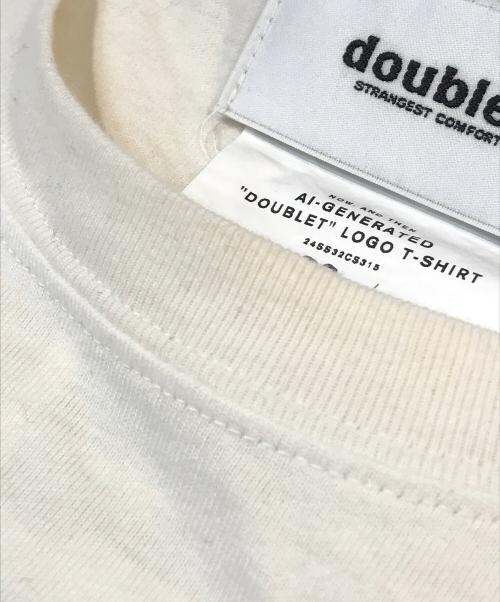 double
STRANGEST COMFORT
NOW, AND THEN
AI-GENERATED
"DOUBLET" LOGO T-SHIRT
24SS32CS315